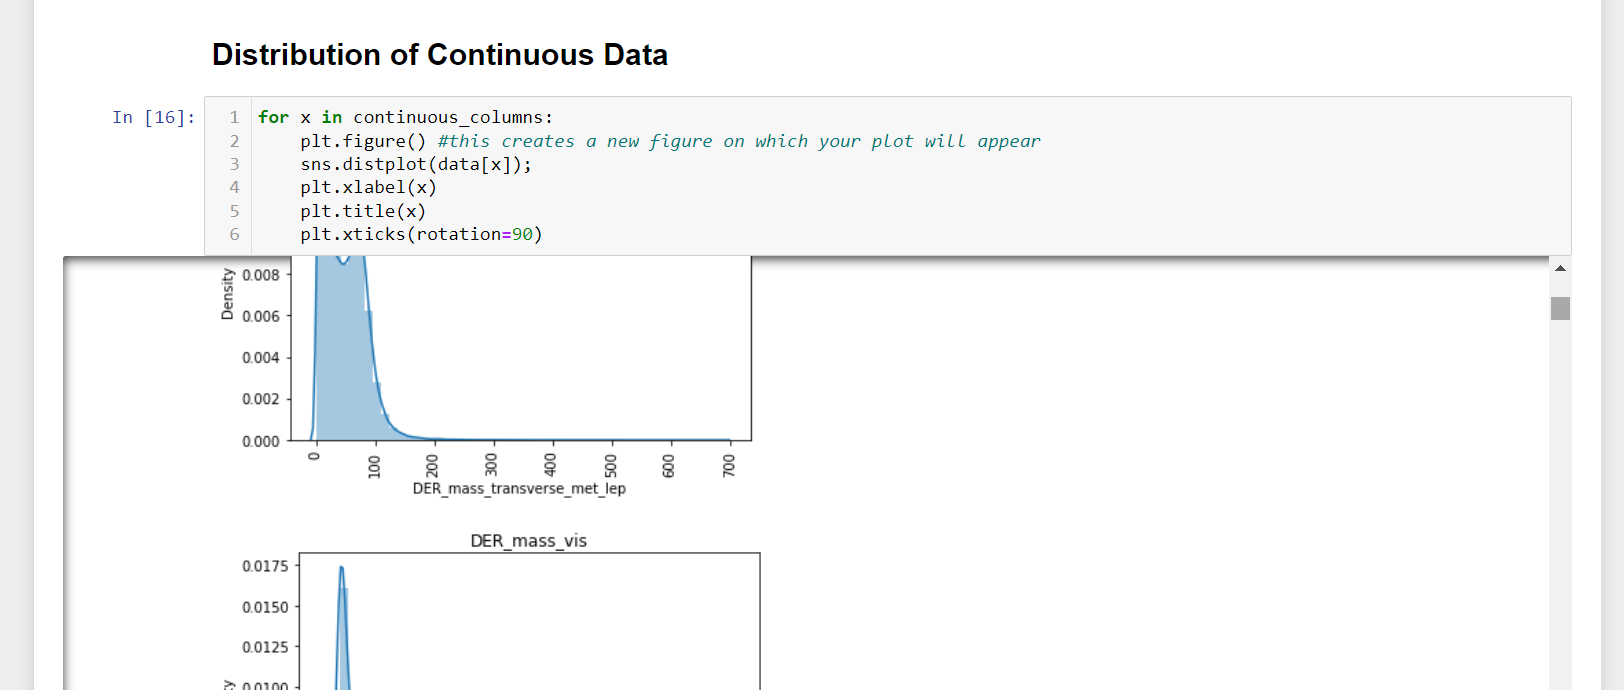 Distribution of Continuous Data
In [16]:
1 for x in continuous_columns:
2 plt.figure() #this creates a new figure on which your plot will appear
3 sns.distplot(data[x]);
4 plt.xlabel(x)
5 plt.title(x)
6 plt.xticks(rotation=90)
Density
0.008
0.006
0.004
0.002
0.000
0 100 200 300 400 500 600 700
DER_mass_transverse_met_lep
DER_mass_vis
0.0175
0.0150
0.0125
0.0100